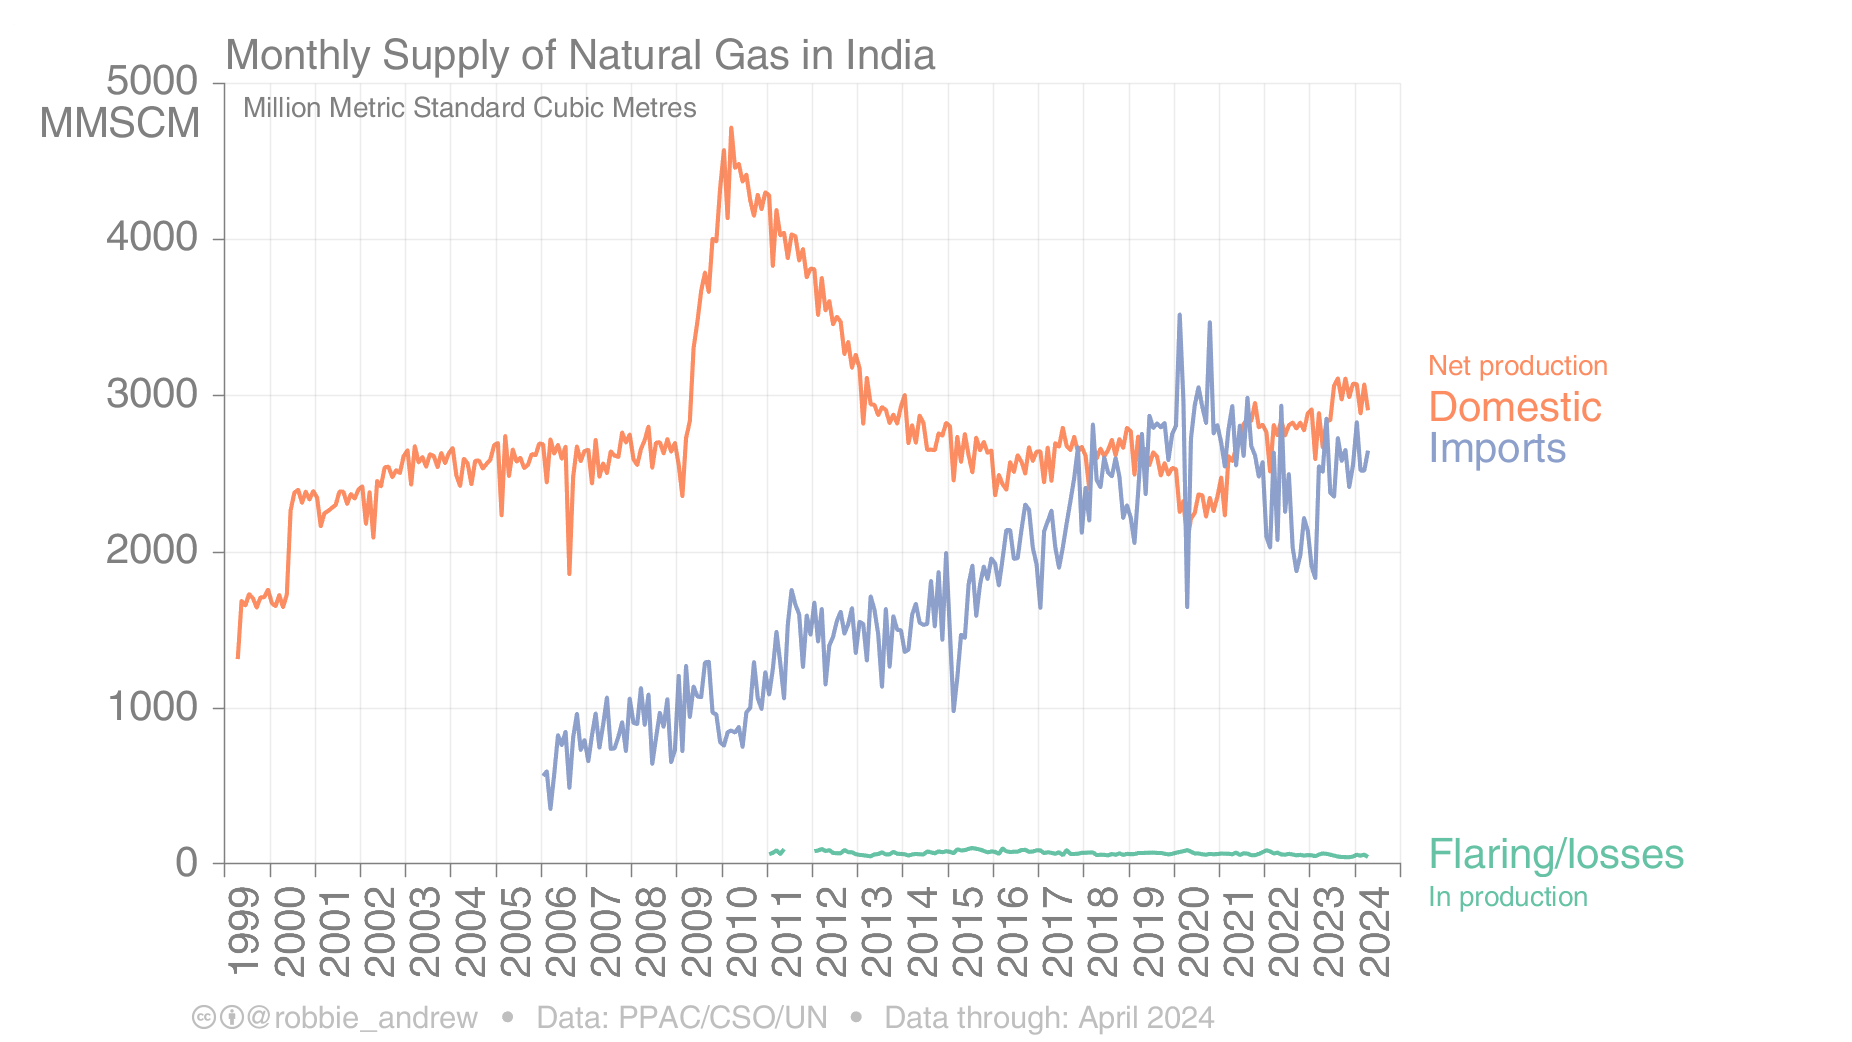 Monthly Supply of Natural Gas in India
5000
MMSCM
Million Metric Standard Cubic Metres
4000
3000
2000
1000
0
Net production
Domestic
Imports
Flaring/losses
In production
1999 2000 2001 2002 2003 2004 2005 2006 2007 2008 2009 2010 2011 2012 2013 2014 2015 2016 2017 2018 2019 2020 2021 2022 2023 2024
cc @robbie_andrew • Data: PPAC/CSO/UN • Data through: April 2024